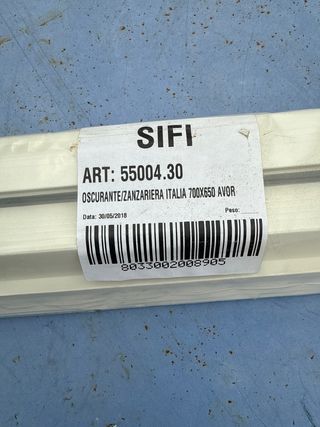 SIFI
ART: 55004.30
OSCURANTE/ZANZARIERA ITALIA 700X650 AVOR
Data: 30/05/2018 Peso:
8033002008905